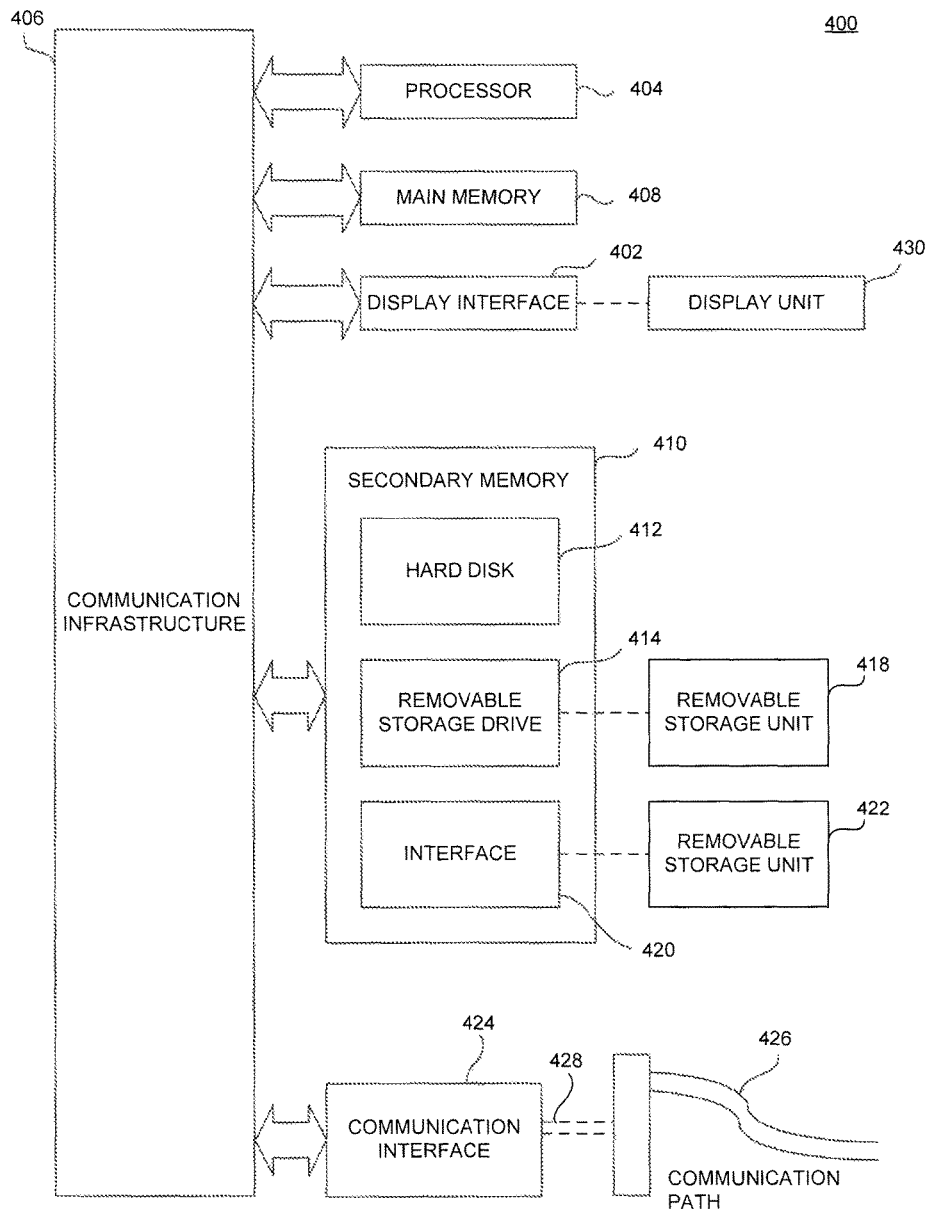 406
400
PROCESSOR
404
MAIN MEMORY
408
402
430
DISPLAY INTERFACE
DISPLAY UNIT
410
SECONDARY MEMORY
412
HARD DISK
COMMUNICATION
INFRASTRUCTURE
414
418
REMOVABLE
STORAGE DRIVE
REMOVABLE
STORAGE UNIT
422
INTERFACE
REMOVABLE
STORAGE UNIT
420
424
428
426
COMMUNICATION
INTERFACE
COMMUNICATION
PATH